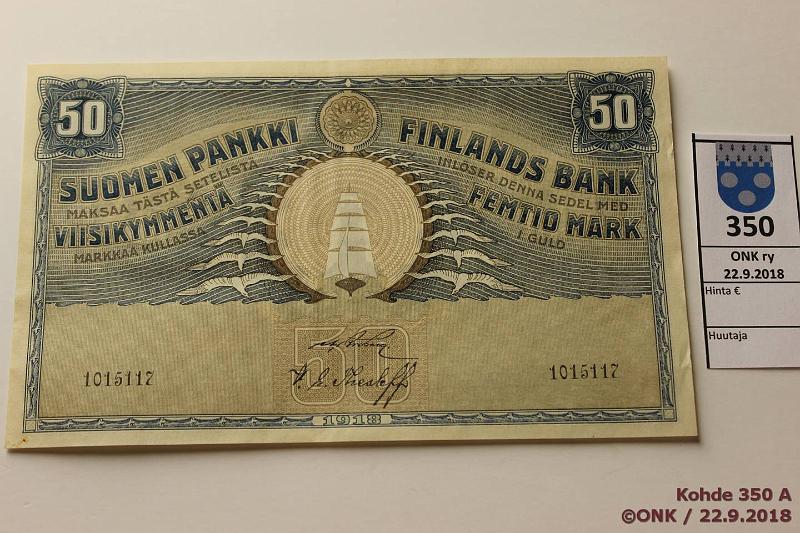 50
50
SUOMEN PANKKI
MAKSAA TÄSTÄ SETELISTÄ
VIISIKYMMENTÄ
MARKKAA KULLASSA
FINLANDS BANK
INLÖSER DENNA SEDEL MED
FEMTIO MARK
I GULD
50
1015117
1015117
1918
350
ONK ry
22.9.2018
Hinta €
Huutaja
Kohde 350 A
©ONK / 22.9.2018